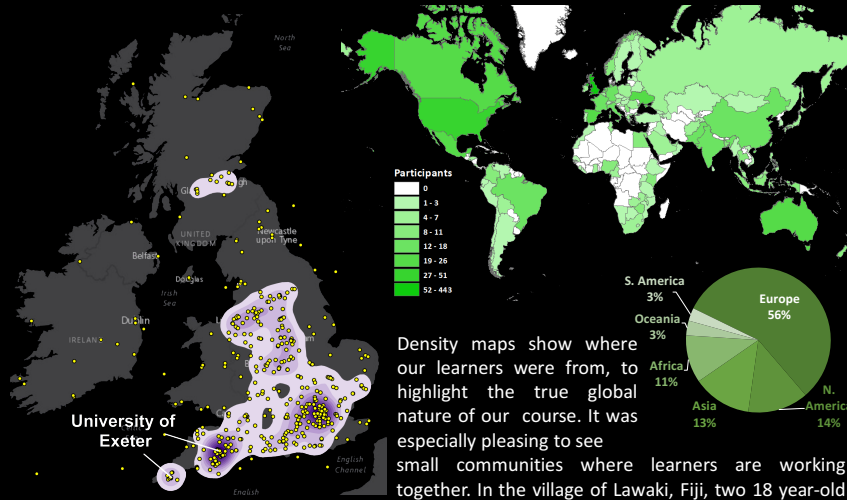 North
Sea
UNITED
KINGDOM
Newcastle
upon Tyne
Belfast
Douglas
Irish
Sea
Dublin
IRELAN
University of
Exeter
English
Channel
English
Participants
0
1 - 3
4 - 7
8 - 11
12 - 18
19 - 26
27 - 51
52 - 443
S. America
3%
Europe
56%
Oceania
3%
Africa
11%
Asia
13%
N.
America
14%
Density maps show where
our learners were from, to
highlight the true global
nature of our course. It was
especially pleasing to see
small communities where learners are working
together. In the village of Lawaki, Fiji, two 18 year-old